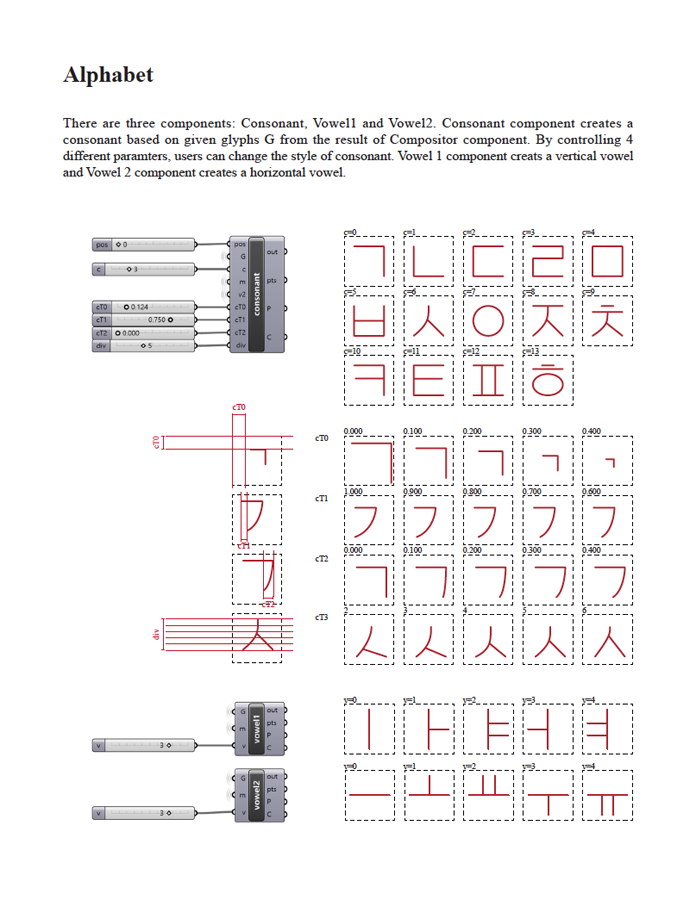 Alphabet
There are three components: Consonant, Vowel1 and Vowel2. Consonant component creates a
consonant based on given glyphs G from the result of Compositor component. By controlling 4
different paramters, users can change the style of consonant. Vowel 1 component creats a vertical vowel
and Vowel 2 component creates a horizontal vowel.
pos 0
c 3
cT0 0.124
cT1 0.750
cT2 0.000
div 5
pos
G
c
m
v2
cT0
cT1
cT2
div
consonant
out
pts
P
C
c=0 c=1 c=2 c=3 c=4
ㄱ ㄴ ㄷ ㄹ ㅁ
c=5 c=6 c=7 c=8 c=9
ㅂ ㅅ ㅇ ㅈ ㅊ
c=10 c=11 c=12 c=13
ㅋ ㅌ ㅍ ㅎ
cT0
cT0
ㄱ
cT0 0.000 0.100 0.200 0.300 0.400
ㄱ ㄱ ㄱ ㄱ ㄱ
cT1
ㄱ
cT1 1.000 0.900 0.800 0.700 0.600
ㄱ ㄱ ㄱ ㄱ ㄱ
cT2
ㄱ
cT2 0.000 0.100 0.200 0.300 0.400
ㄱ ㄱ ㄱ ㄱ ㄱ
div
ㅅ
cT3 2 3 4 5 6
ㅅ ㅅ ㅅ ㅅ ㅅ
v 3
G
m
v
vowel1
out
pts
P
C
v=0 v=1 v=2 v=3 v=4
ㅣ ㅏ ㅑ ㅓ ㅕ
v 3
G
m
v
vowel2
out
pts
P
C
v=0 v=1 v=2 v=3 v=4
ㅡ ㅗ ㅛ ㅜ ㅠ